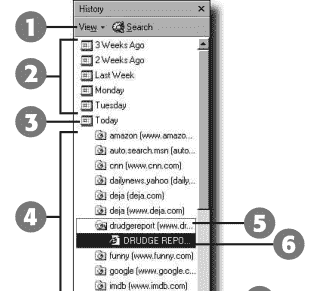 History
View Search
1
3 Weeks Ago
2 Weeks Ago
2
Last Week
Monday
Tuesday
3
Today
amazon (www.amazo...
auto.search.msn (auto...
cnn (www.cnn.com)
dailynews.yahoo (daily...
deja (deja.com)
4
deja (www.deja.com)
drudgereport (www.dr...
5
DRUDGE REPO...
6
funny (www.funny.com)
google (www.google.c...
imdb (www.imdb.com)